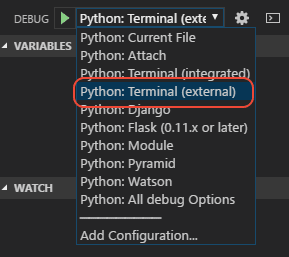 DEBUG Python: Terminal (exte
VARIABLES
Python: Current File
Python: Attach
Python: Terminal (integrated)
Python: Terminal (external)
Python: Django
Python: Flask (0.11.x or later)
Python: Module
Python: Pyramid
Python: Watson
Python: All debug Options
WATCH
Add Configuration...